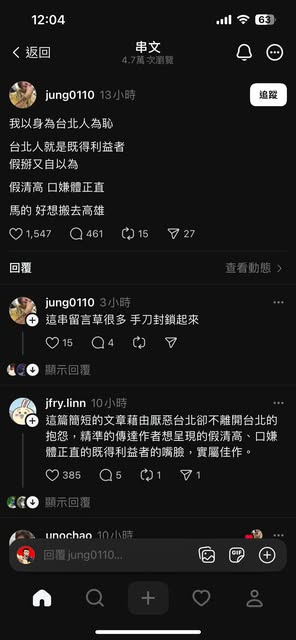 12:04
63
返回
串文
4.7萬 次瀏覽
jung0110 13小時
追蹤
我以身為台北人為恥
台北人就是既得利益者
假掰又自以為
假清高 口嫌體正直
馬的 好想搬去高雄
1,547 461 15 27
回覆
查看動態
jung0110 3小時
這串留言草很多 手刀封鎖起來
15 4
顯示回覆
jfry.linn 10小時
這篇簡短的文章藉由厭惡台北卻不離開台北的
抱怨，精準的傳達作者想呈現的假清高、口嫌
體正直的既得利益者的嘴臉，實屬佳作。
385 5 1 1
顯示回覆
unochao 10小時
回覆 jung0110...
GIF